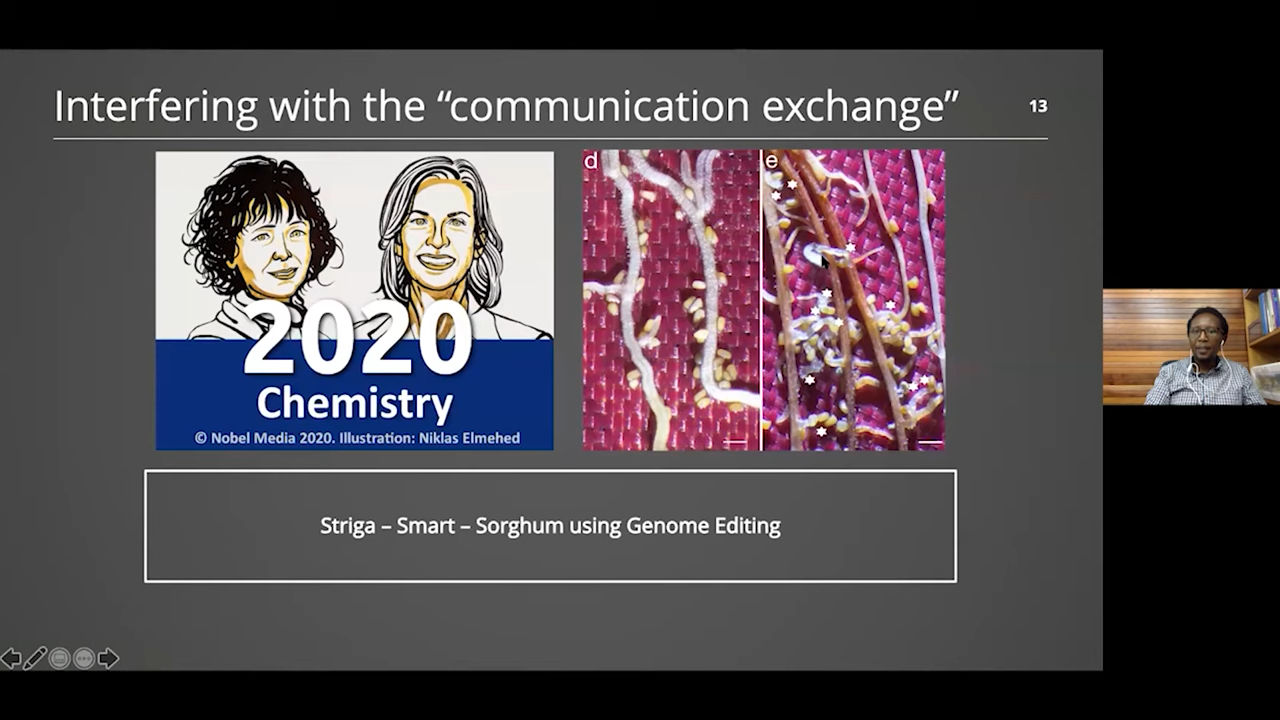 Interfering with the “communication exchange”
13
d
e
2020
Chemistry
© Nobel Media 2020. Illustration: Niklas Elmehed
Striga – Smart – Sorghum using Genome Editing